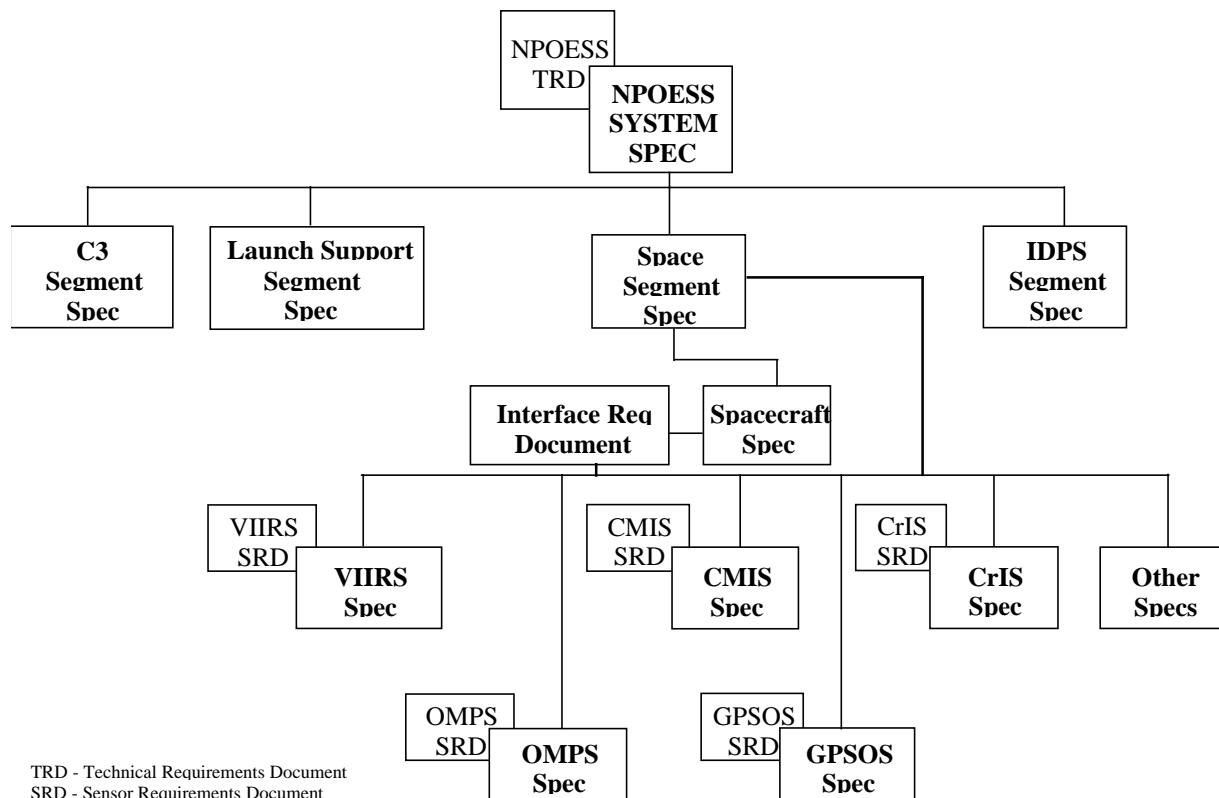 NPOESS
TRD
NPOESS
SYSTEM
SPEC
C3
Segment
Spec
Launch Support
Segment
Spec
Space
Segment
Spec
IDPS
Segment
Spec
Interface Req
Document
Spacecraft
Spec
VIIRS
SRD
VIIRS
Spec
CMIS
SRD
CMIS
Spec
CrIS
SRD
CrIS
Spec
Other
Specs
OMPS
SRD
OMPS
Spec
GPSOS
SRD
GPSOS
Spec
TRD - Technical Requirements Document
SRD - Sensor Requirements Document